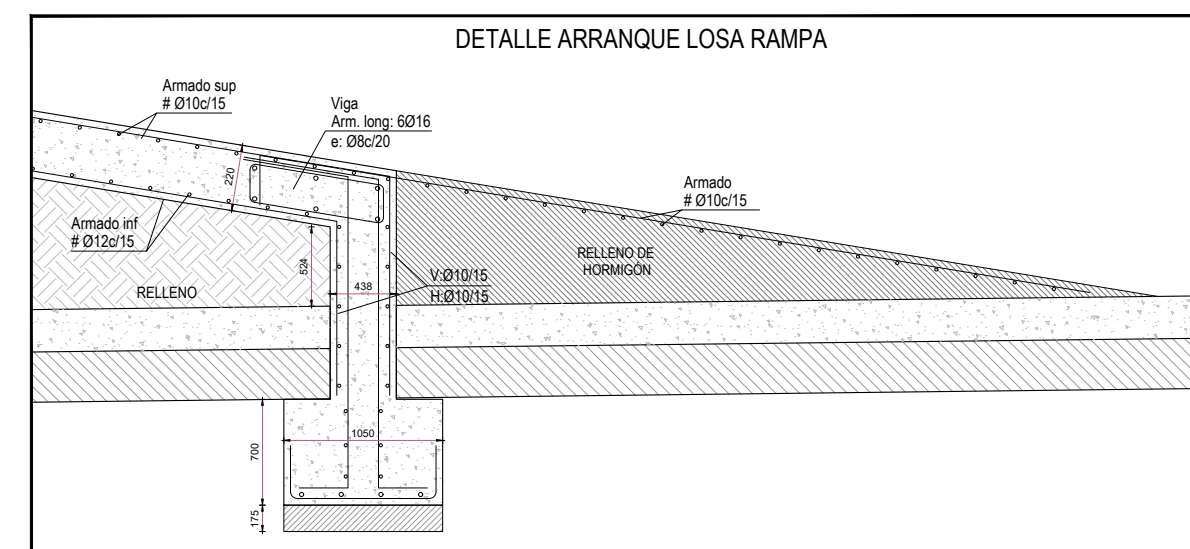 DETALLE ARRANQUE LOSA RAMPA
Armado sup
# Ø10c/15
Viga
Arm. long: 6Ø16
e: Ø8c/20
220
Armado
# Ø10c/15
Armado inf
# Ø12c/15
RELLENO DE
HORMIGÓN
524
RELLENO
438
V:Ø10/15
H:Ø10/15
1050
700
175